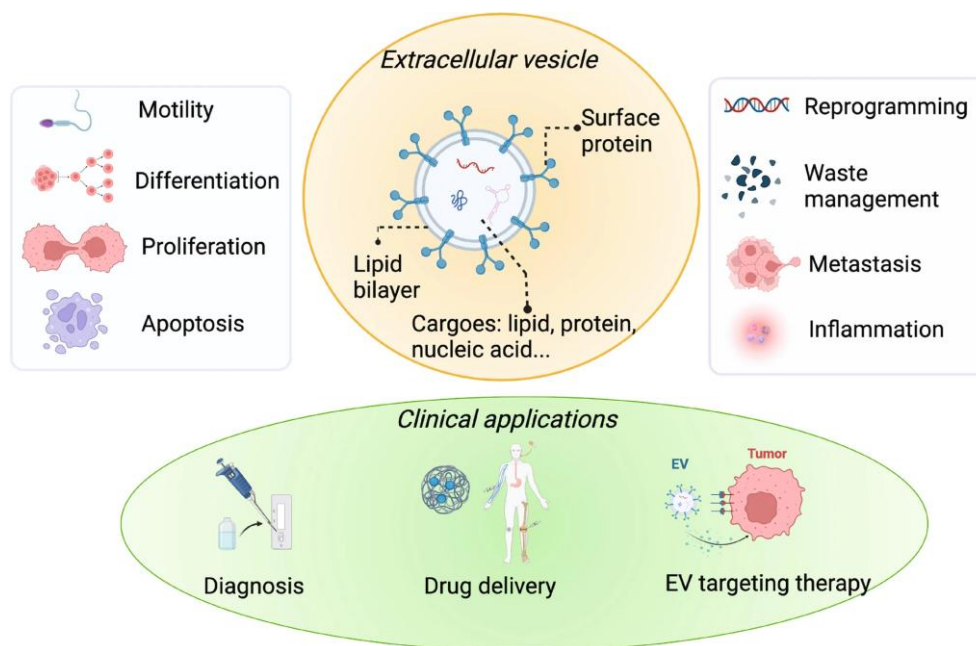 Extracellular vesicle
Motility
Differentiation
Proliferation
Apoptosis
Surface
protein
Lipid
bilayer
Cargoes: lipid, protein,
nucleic acid...
Reprogramming
Waste
management
Metastasis
Inflammation
Clinical applications
EV
Tumor
Diagnosis
Drug delivery
EV targeting therapy